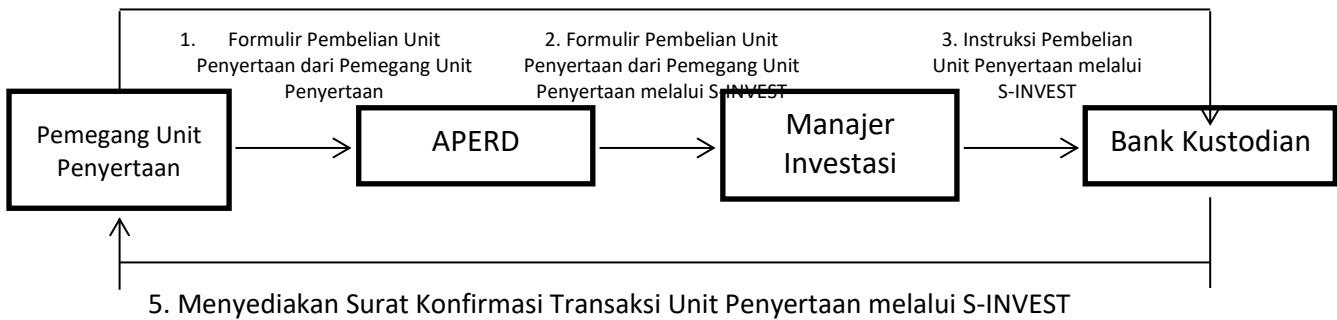 1. Formulir Pembelian Unit
Penyertaan dari Pemegang Unit
Penyertaan
2. Formulir Pembelian Unit
Penyertaan dari Pemegang Unit
Penyertaan melalui S-INVEST
3. Instruksi Pembelian
Unit Penyertaan melalui
S-INVEST
Pemegang Unit
Penyertaan
APERD
Manajer
Investasi
Bank Kustodian
5. Menyediakan Surat Konfirmasi Transaksi Unit Penyertaan melalui S-INVEST